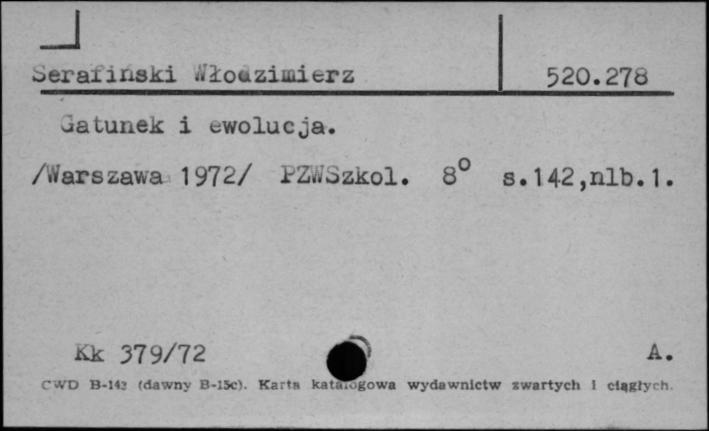 Serafiński Włodzimierz 520.278
Gatunek i ewolucja.
/Warszawa 1972/ PZWSzkol. 8° s.142,nlb.1.
Kk 379/72 A.
CWD B-142 (dawny B-15c). Karta katalogowa wydawnictw zwartych i ciągłych.